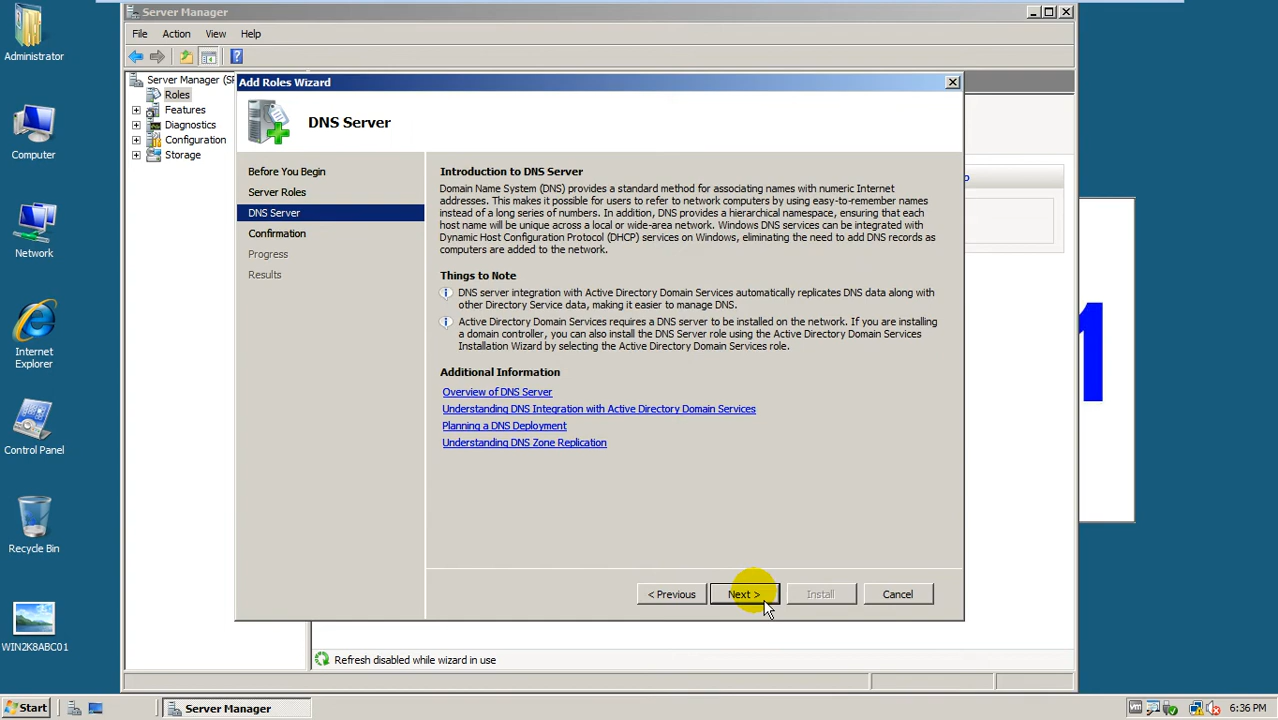 Administrator
Computer
Network
Internet
Explorer
Control Panel
Recycle Bin
WIN2K8ABC01
Server Manager
File Action View Help
Server Manager (SF
Roles
Features
Diagnostics
Configuration
Storage
Add Roles Wizard
DNS Server
Before You Begin
Server Roles
DNS Server
Confirmation
Progress
Results
Introduction to DNS Server
Domain Name System (DNS) provides a standard method for associating names with numeric Internet
addresses. This makes it possible for users to refer to network computers by using easy-to-remember names
instead of a long series of numbers. In addition, DNS provides a hierarchical namespace, ensuring that each
host name will be unique across a local or wide-area network. Windows DNS services can be integrated with
Dynamic Host Configuration Protocol (DHCP) services on Windows, eliminating the need to add DNS records as
computers are added to the network.
Things to Note
DNS server integration with Active Directory Domain Services automatically replicates DNS data along with
other Directory Service data, making it easier to manage DNS.
Active Directory Domain Services requires a DNS server to be installed on the network. If you are installing
a domain controller, you can also install the DNS Server role using the Active Directory Domain Services
Installation Wizard by selecting the Active Directory Domain Services role.
Additional Information
Overview of DNS Server
Understanding DNS Integration with Active Directory Domain Services
Planning a DNS Deployment
Understanding DNS Zone Replication
< Previous Next > Install Cancel
1
Refresh disabled while wizard in use
Start
Server Manager
6:36 PM